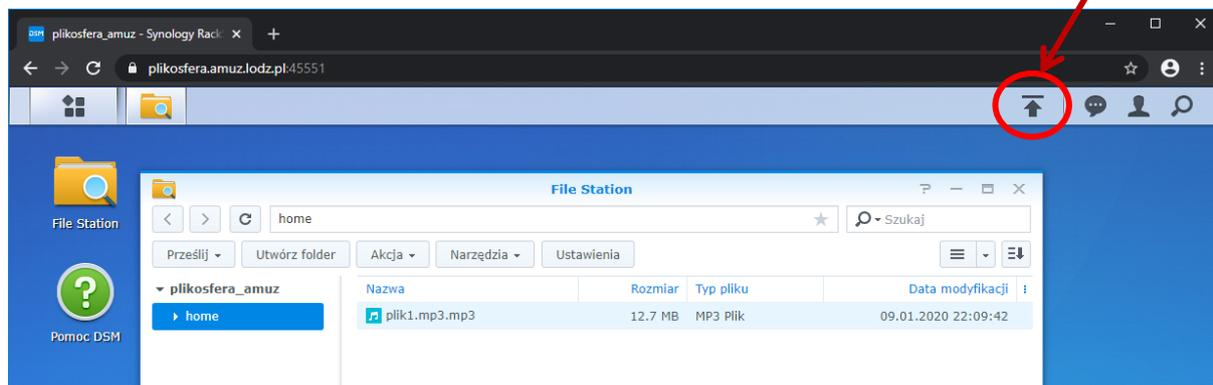 DSM plikosfera_amuz - Synology Rack
plikosfera.amuz.lodz.pl:45551
File Station
File Station
home
Szukaj
Prześlij Utwórz folder Akcja Narzędzia Ustawienia
plikosfera_amuz Nazwa Rozmiar Typ pliku Data modyfikacji
home plik1.mp3.mp3 12.7 MB MP3 Plik 09.01.2020 22:09:42
Pomoc DSM